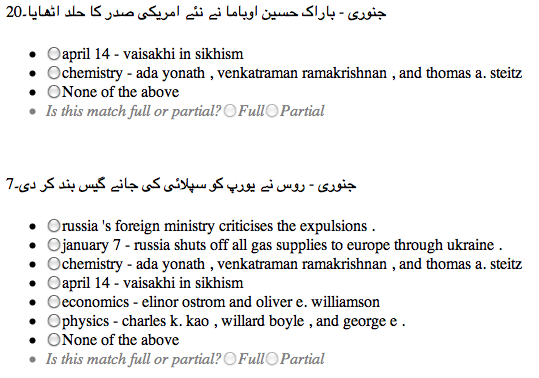 20۔جنوری - باراک حسین اوباما نے نئے امریکی صدر کا حلد اتھایا
april 14 - vaisakhi in sikhism
chemistry - ada yonath , venkatraman ramakrishnan , and thomas a. steitz
None of the above
Is this match full or partial? Full Partial
7۔جنوری - روس نے یورپ کو سپلائی کی جانے گیس بند کر دی
russia 's foreign ministry criticises the expulsions .
january 7 - russia shuts off all gas supplies to europe through ukraine .
chemistry - ada yonath , venkatraman ramakrishnan , and thomas a. steitz
april 14 - vaisakhi in sikhism
economics - elinor ostrom and oliver e. williamson
physics - charles k. kao , willard boyle , and george e .
None of the above
Is this match full or partial? Full Partial